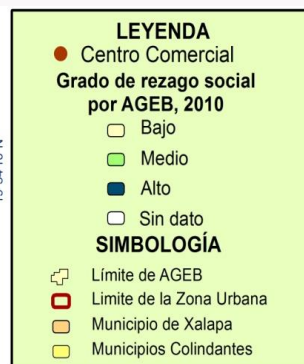 LEYENDA
Centro Comercial
Grado de rezago social
por AGEB, 2010
Bajo
Medio
Alto
Sin dato
SIMBOLOGÍA
Límite de AGEB
Limite de la Zona Urbana
Municipio de Xalapa
Municipios Colindantes